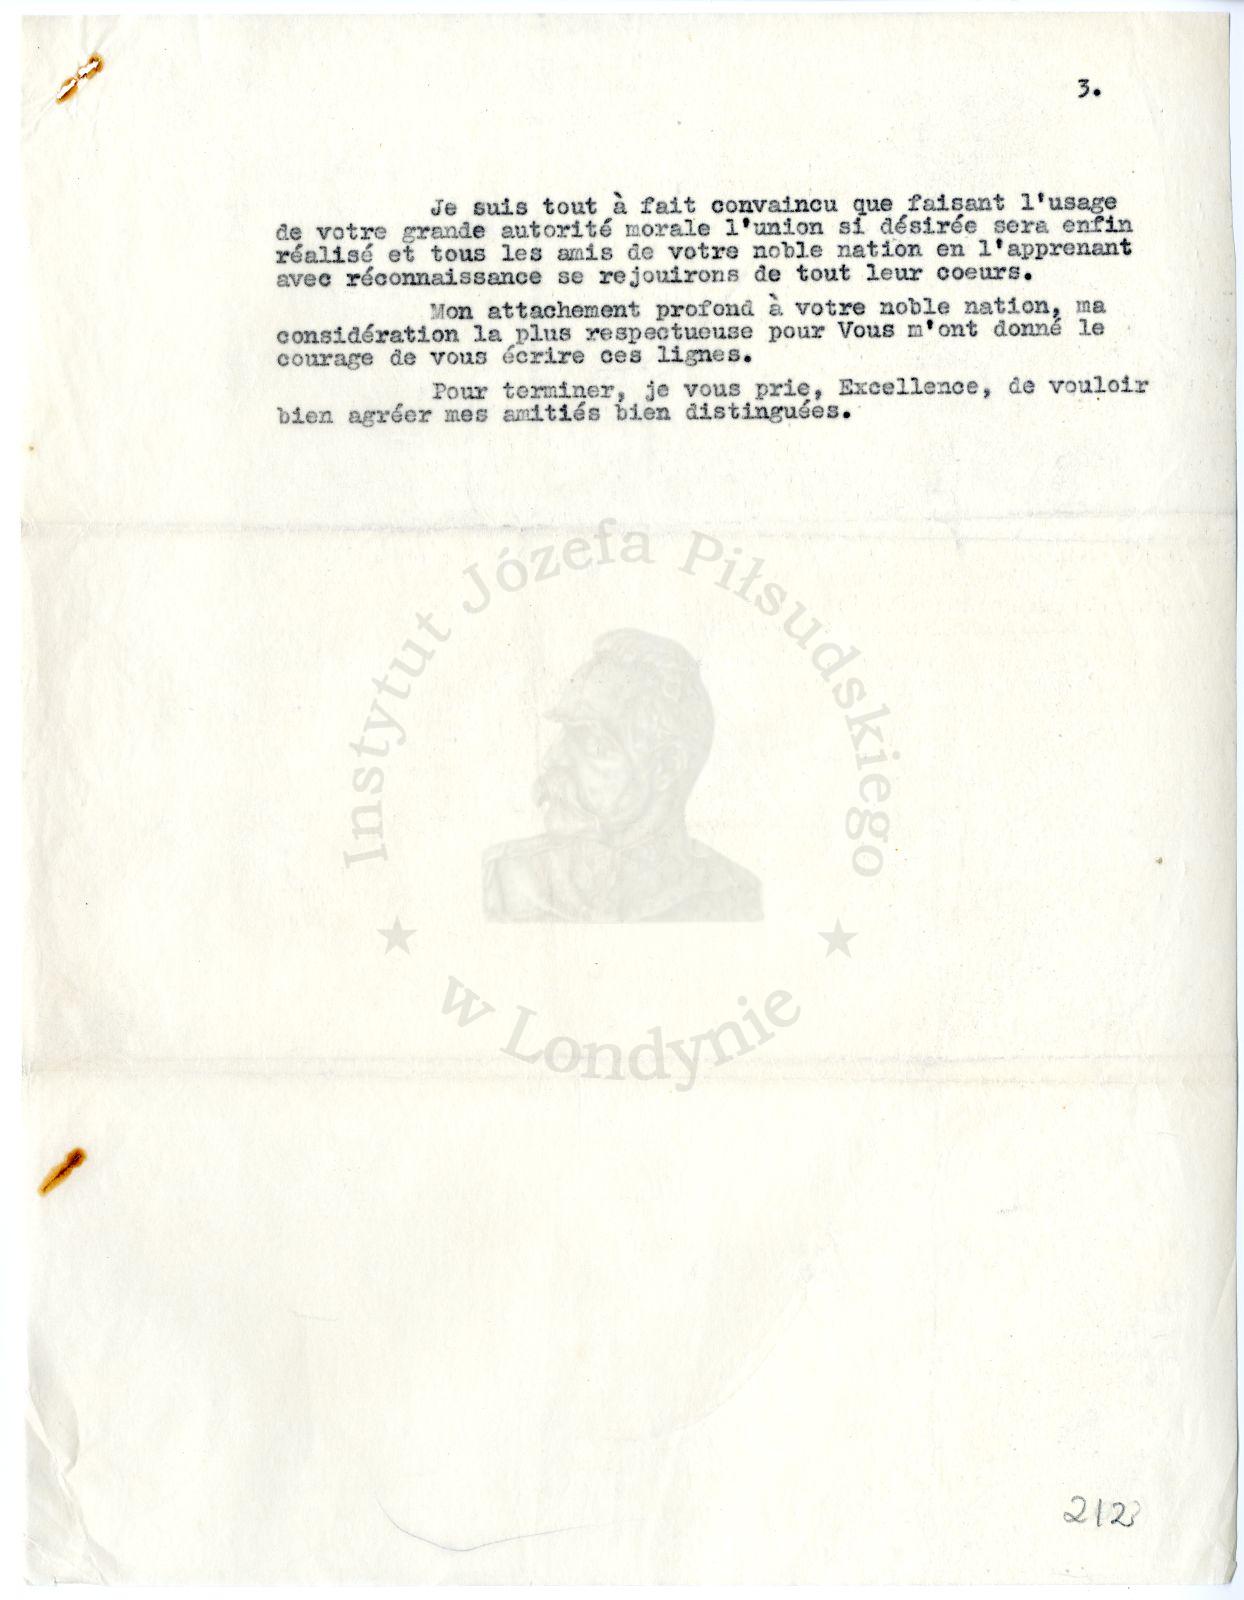 3.
Je suis tout à fait convaincu que faisant l'usage
de votre grande autorité morale l'union si désirée sera enfin
réalisé et tous les amis de votre noble nation en l'apprenant
avec réconnaissance se rejouirons de tout leur coeurs.
Mon attachement profond à votre noble nation, ma
considération la plus respectueuse pour Vous m'ont donné le
courage de vous écrire ces lignes.
Pour terminer, je vous prie, Excellence, de vouloir
bien agréer mes amitiés bien distinguées.
Instytut Józefa Piłsudskiego
w Londynie